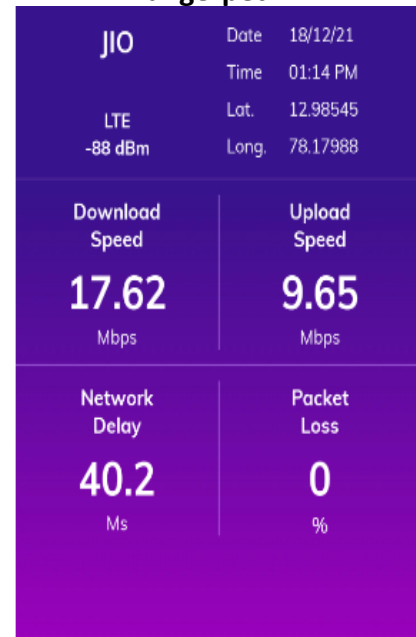 JIO
LTE
-88 dBm
Date 18/12/21
Time 01:14 PM
Lat. 12.98545
Long. 78.17988
Download
Speed
17.62
Mbps
Upload
Speed
9.65
Mbps
Network
Delay
40.2
Ms
Packet
Loss
0
%